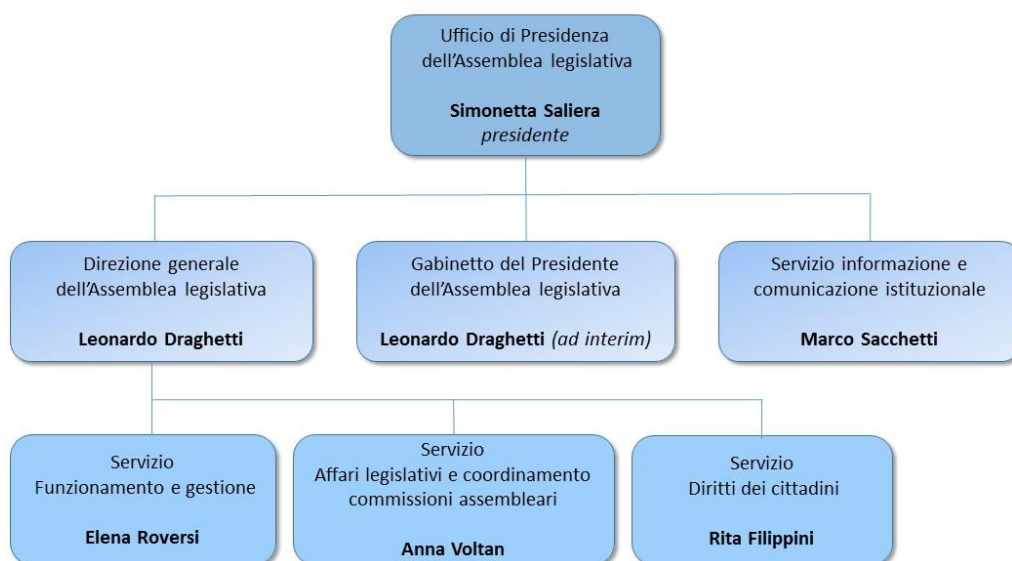 Ufficio di Presidenza
dell'Assemblea legislativa
Simonetta Saliera
presidente
Direzione generale
dell'Assemblea legislativa
Leonardo Draghetti
Gabinetto del Presidente
dell'Assemblea legislativa
Leonardo Draghetti (ad interim)
Servizio informazione e
comunicazione istituzionale
Marco Sacchetti
Servizio
Funzionamento e gestione
Elena Roversi
Servizio
Affari legislativi e coordinamento
commissioni assembleari
Anna Voltan
Servizio
Diritti dei cittadini
Rita Filippini